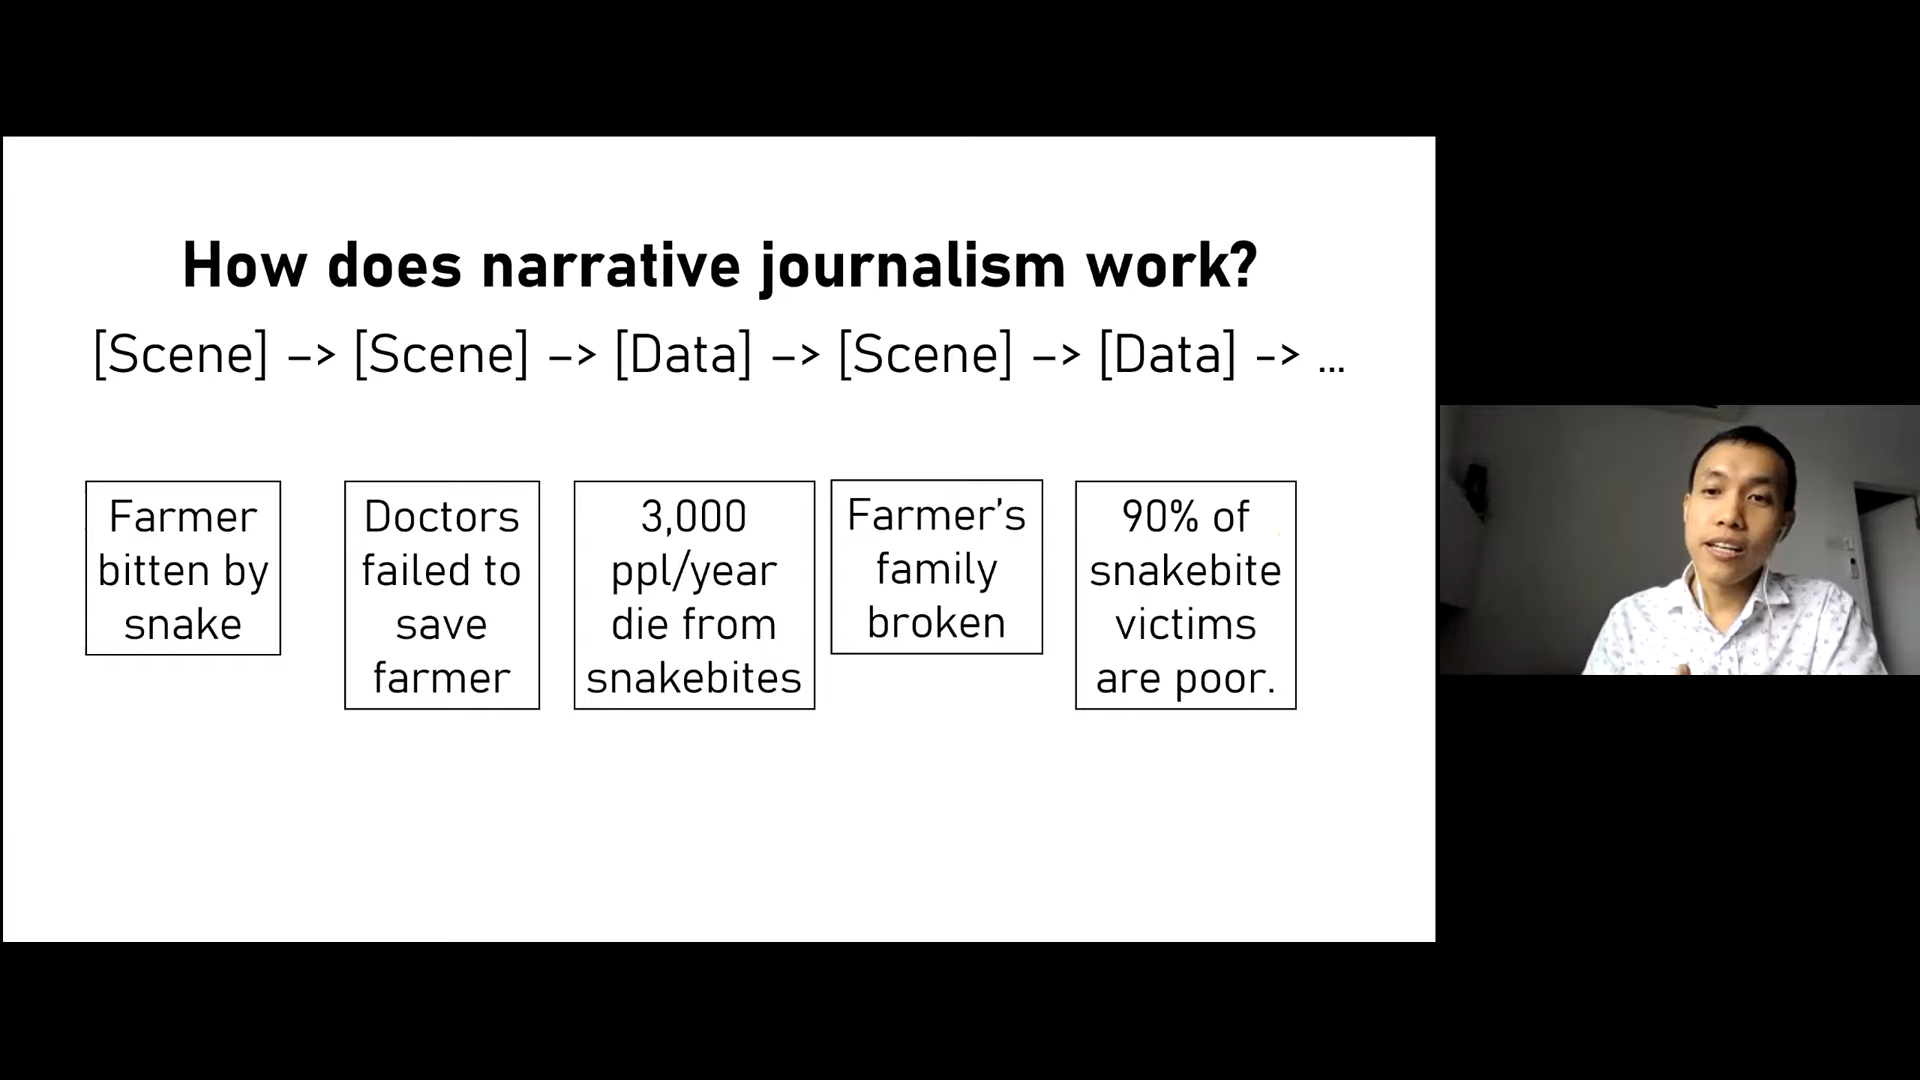 How does narrative journalism work?
[Scene] –> [Scene] –> [Data] –> [Scene] –> [Data] –> ...
Farmer
bitten by
snake
Doctors
failed to
save
farmer
3,000
ppl/year
die from
snakebites
Farmer’s
family
broken
90% of
snakebite
victims
are poor.